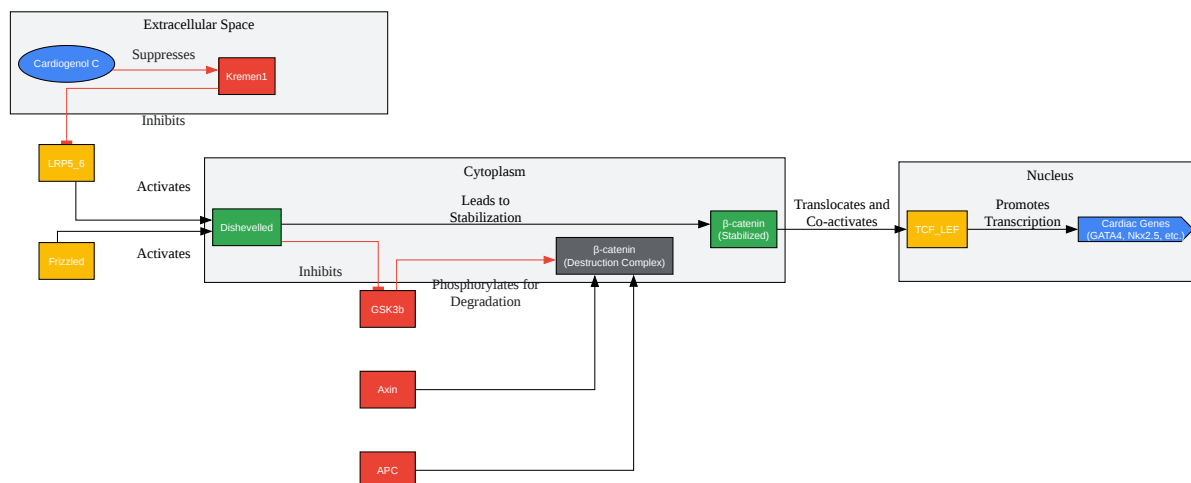 Extracellular Space
Cardiogenol C
Suppresses
Kremen1
Inhibits
LRP5_6
Activates
Frizzled
Activates
Cytoplasm
Dishevelled
Leads to
Stabilization
β-catenin
(Stabilized)
β-catenin
(Destruction Complex)
Inhibits
Phosphorylates for
Degradation
GSK3b
Axin
APC
Translocates and
Co-activates
Nucleus
TCF_LEF
Promotes
Transcription
Cardiac Genes
(GATA4, Nkx2.5, etc.)